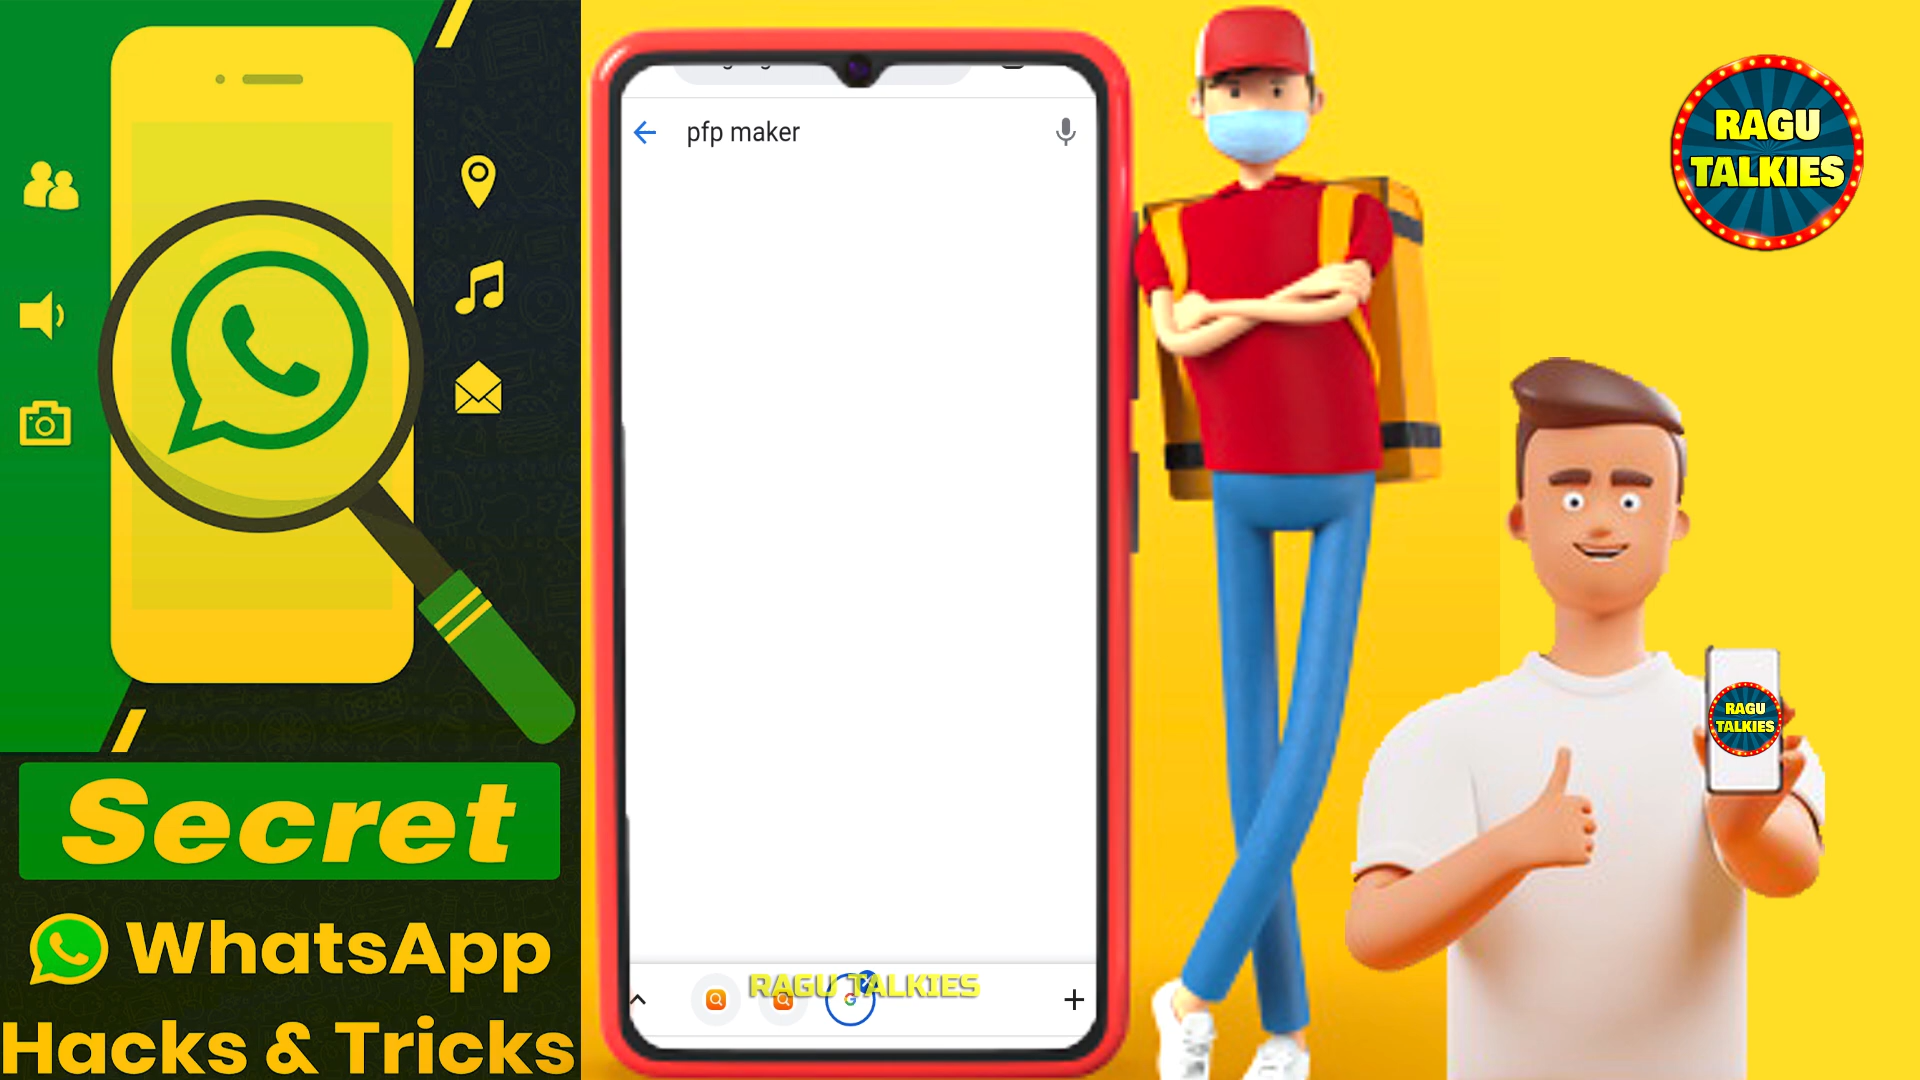 Secret
WhatsApp
Hacks & Tricks
pfp maker
RAGU TALKIES
RAGU
TALKIES
RAGU
TALKIES